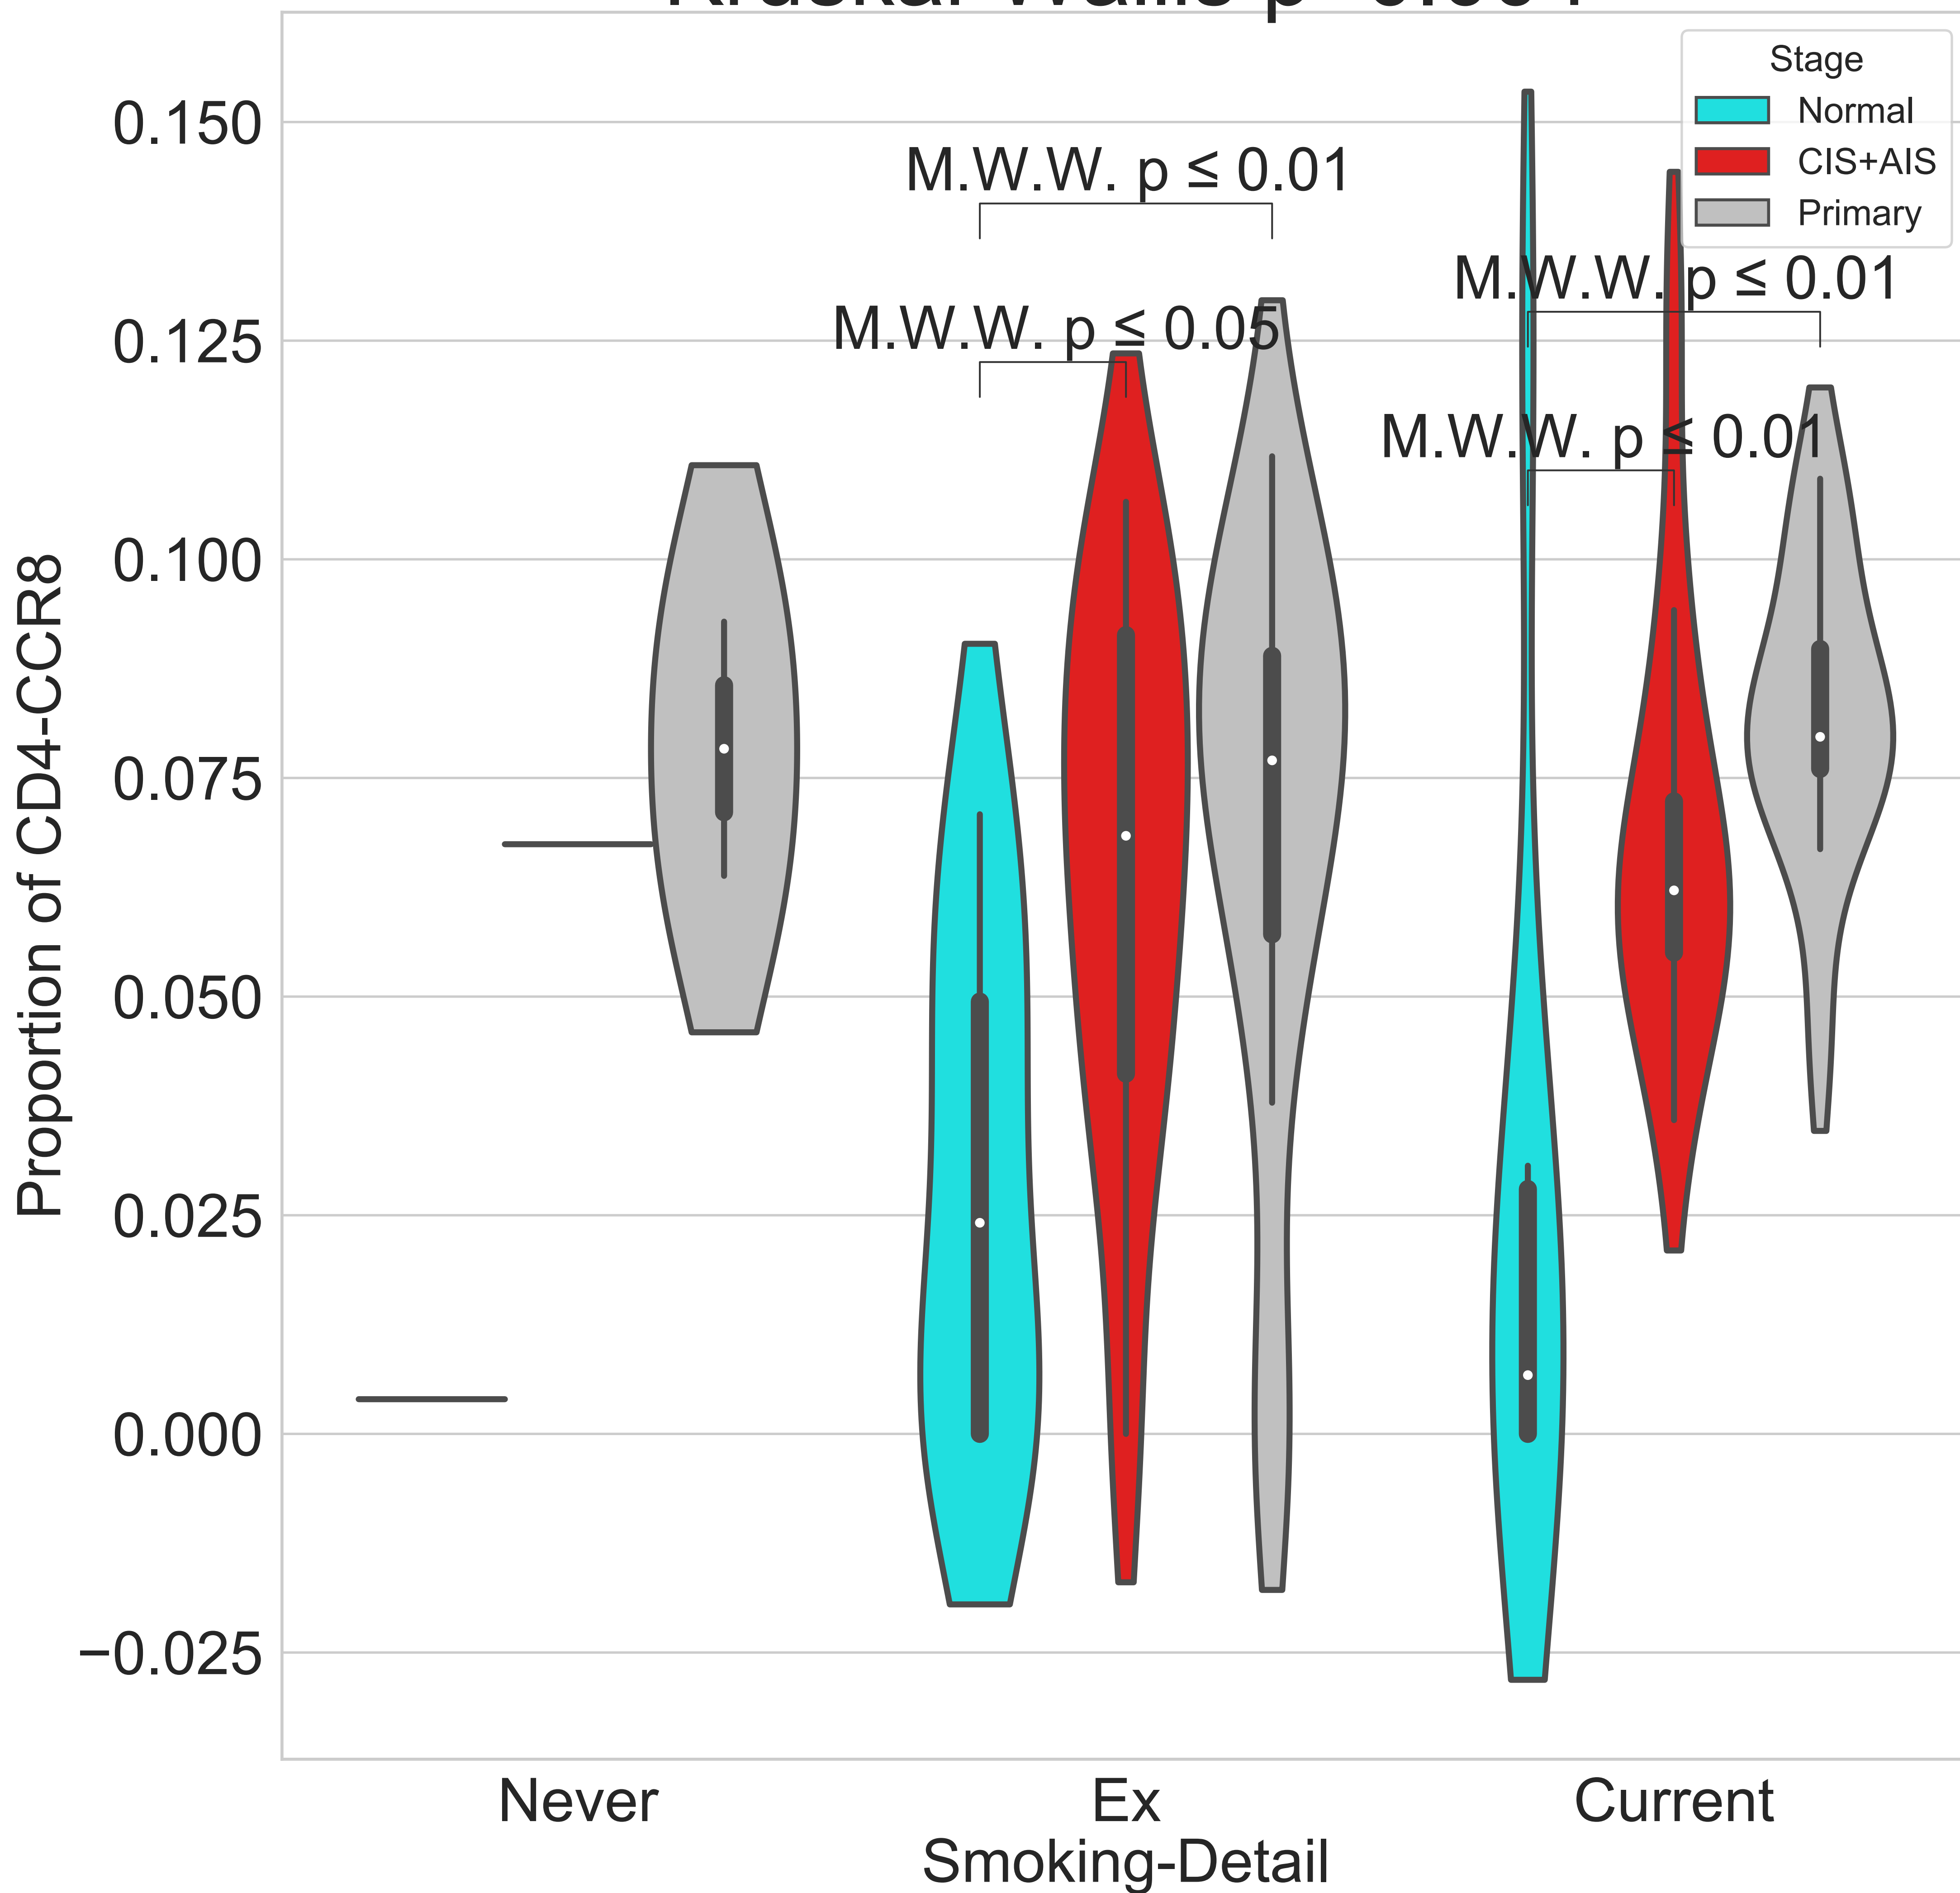 Stage
Normal
CIS+AIS
Primary
0.150
0.125
0.100
0.075
0.050
0.025
0.000
−0.025
Proportion of CD4-CCR8
M.W.W. p ≤ 0.01
M.W.W. p ≤ 0.05
M.W.W. p ≤ 0.01
M.W.W. p ≤ 0.01
Never
Ex
Current
Smoking-Detail